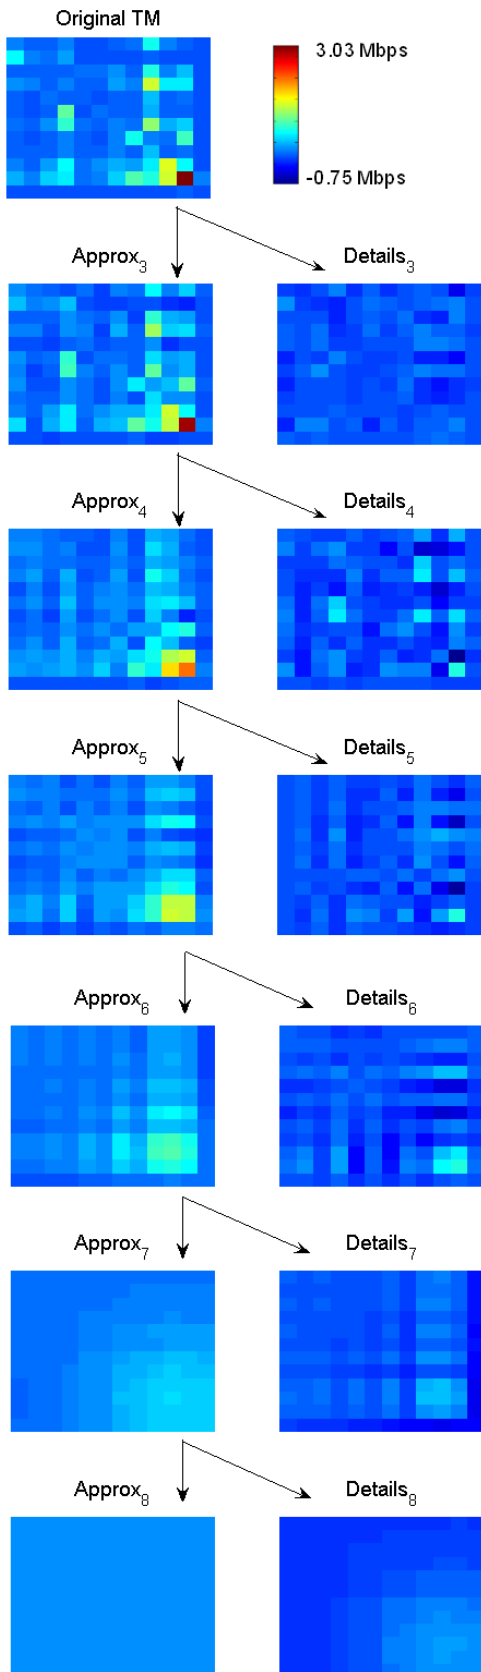 Original TM
3.03 Mbps
-0.75 Mbps
Approx3 Details3
Approx4 Details4
Approx5 Details5
Approx6 Details6
Approx7 Details7
Approx8 Details8